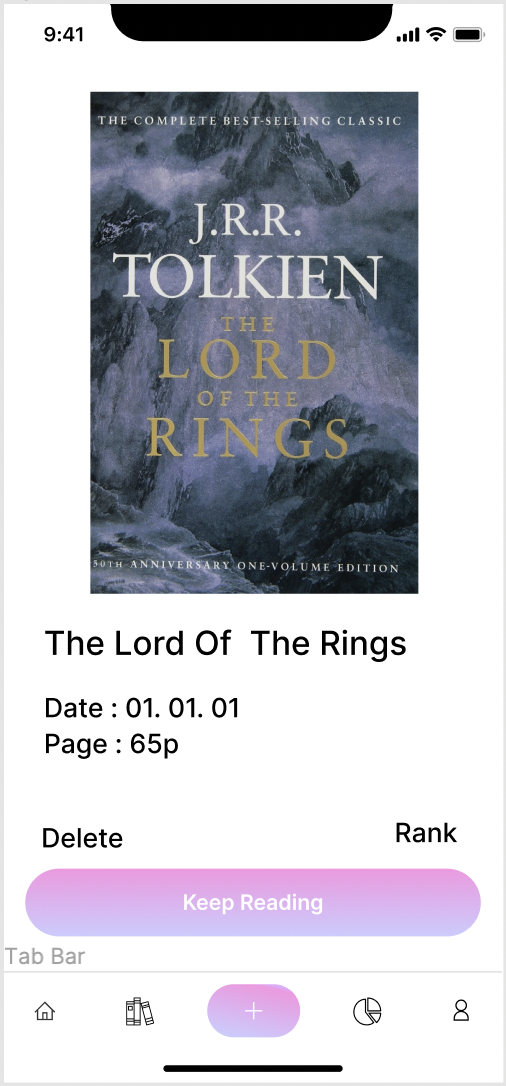 9:41
THE COMPLETE BEST-SELLING CLASSIC
J.R.R.
TOLKIEN
THE
LORD
OF THE
RINGS
50TH ANNIVERSARY ONE-VOLUME EDITION
The Lord Of  The Rings
Date : 01. 01. 01
Page : 65p
Delete
Rank
Keep Reading
Tab Bar